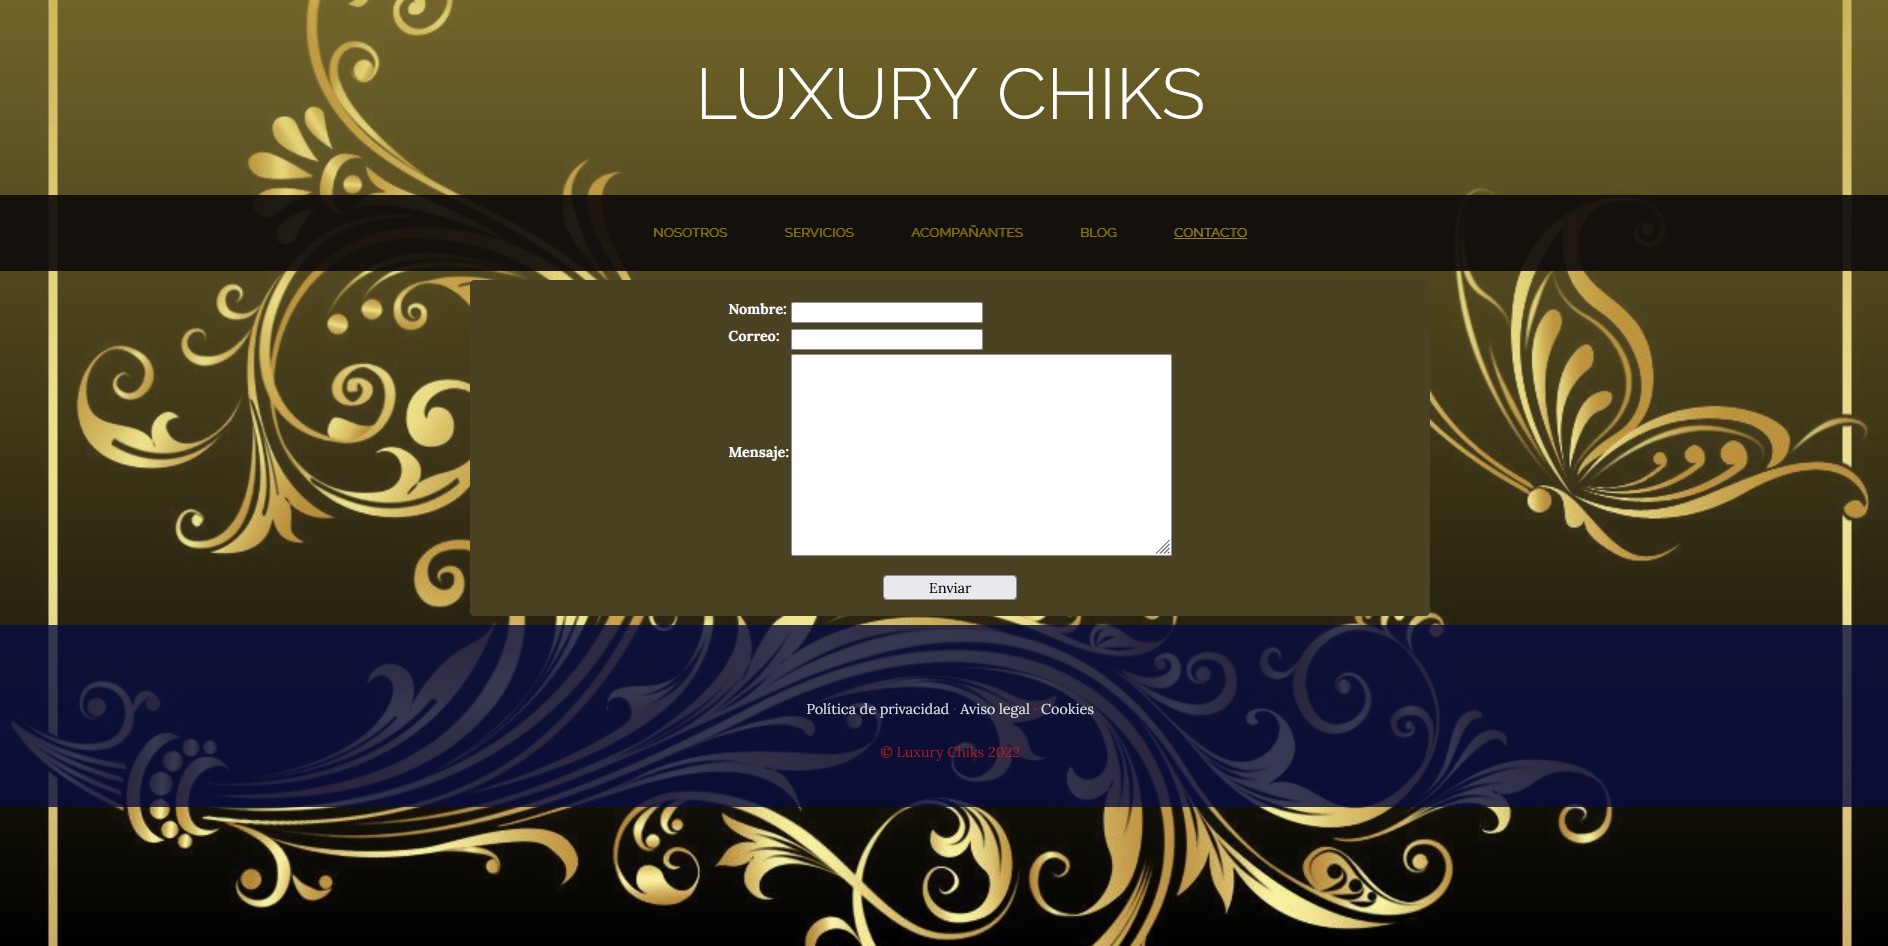 LUXURY CHIKS
NOSOTROS SERVICIOS ACOMPAÑANTES BLOG CONTACTO
Nombre:
Correo:
Mensaje:
Enviar
Política de privacidad · Aviso legal · Cookies
© Luxury Chiks 2022